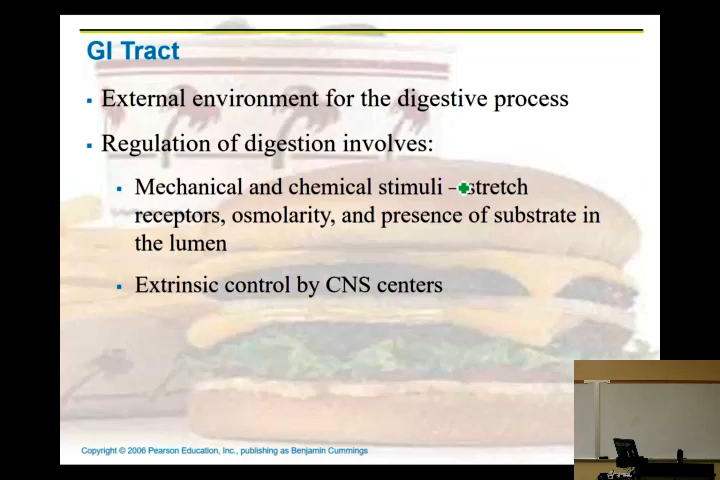 GI Tract
▪ External environment for the digestive process
▪ Regulation of digestion involves:
▪ Mechanical and chemical stimuli – stretch
receptors, osmolarity, and presence of substrate in
the lumen
▪ Extrinsic control by CNS centers
Copyright © 2006 Pearson Education, Inc., publishing as Benjamin Cummings